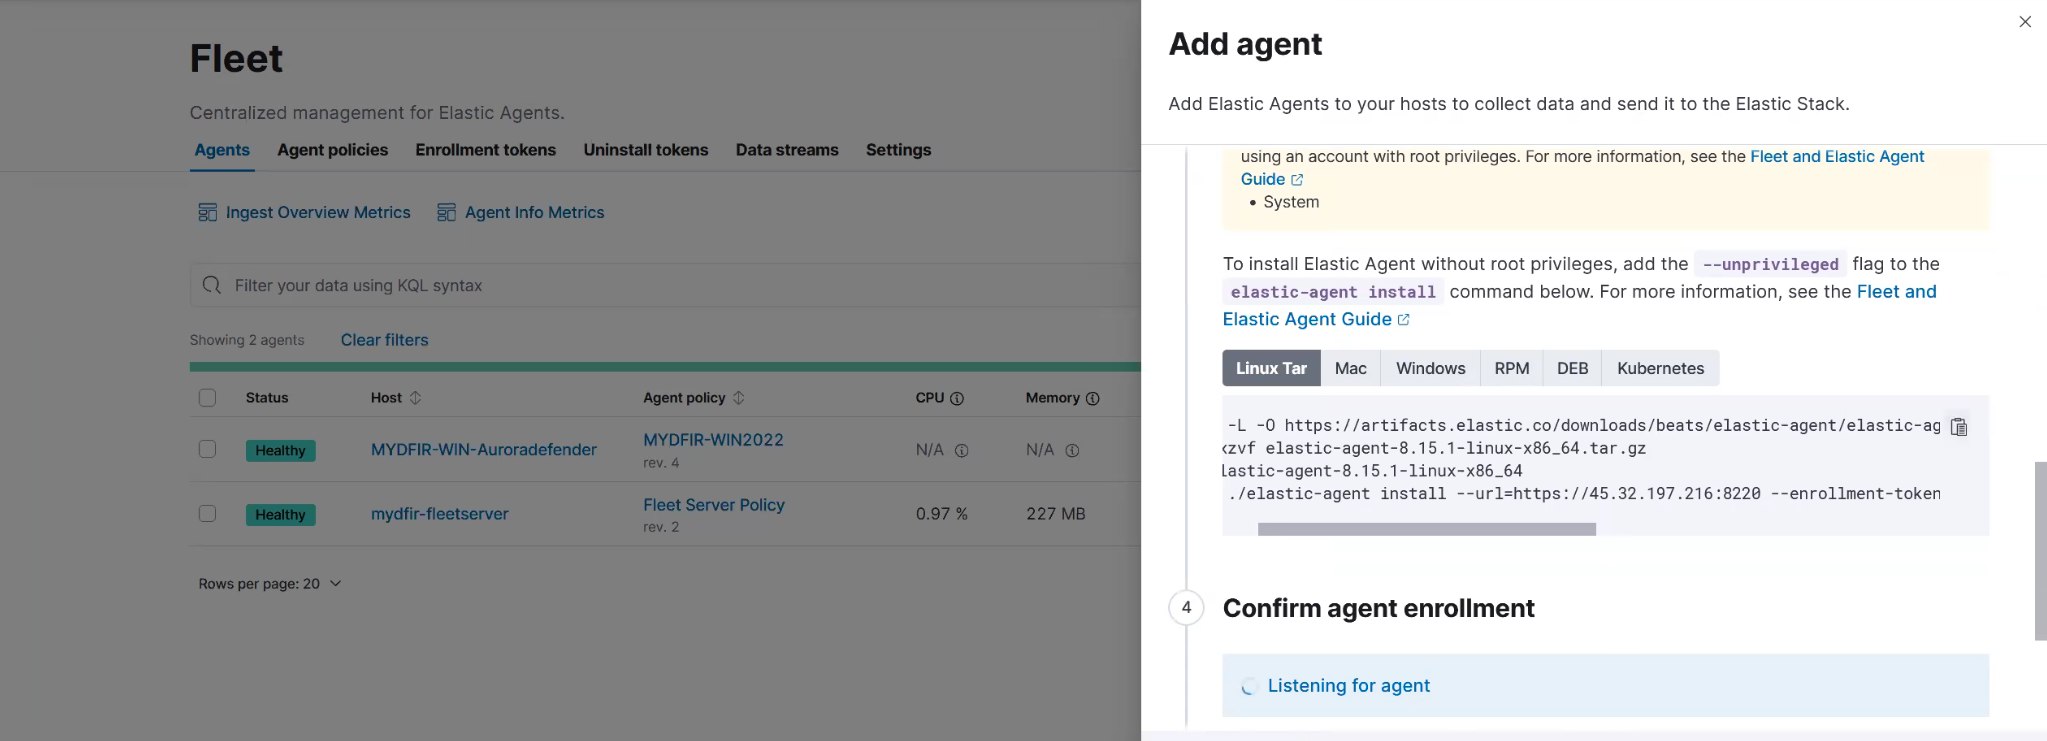 Fleet
Centralized management for Elastic Agents.
Agents Agent policies Enrollment tokens Uninstall tokens Data streams Settings
Ingest Overview Metrics Agent Info Metrics
Filter your data using KQL syntax
Showing 2 agents Clear filters
Status Host Agent policy CPU Memory
Healthy MYDFIR-WIN-Auroradefender MYDFIR-WIN2022 N/A N/A
rev. 4
Healthy mydfir-fleetserver Fleet Server Policy 0.97 % 227 MB
rev. 2
Rows per page: 20
Add agent
Add Elastic Agents to your hosts to collect data and send it to the Elastic Stack.
using an account with root privileges. For more information, see the Fleet and Elastic Agent
Guide
• System
To install Elastic Agent without root privileges, add the --unprivileged flag to the
elastic-agent install command below. For more information, see the Fleet and
Elastic Agent Guide
Linux Tar Mac Windows RPM DEB Kubernetes
-L -O https://artifacts.elastic.co/downloads/beats/elastic-agent/elastic-ag
xzvf elastic-agent-8.15.1-linux-x86_64.tar.gz
lastic-agent-8.15.1-linux-x86_64
./elastic-agent install --url=https://45.32.197.216:8220 --enrollment-token
4 Confirm agent enrollment
Listening for agent